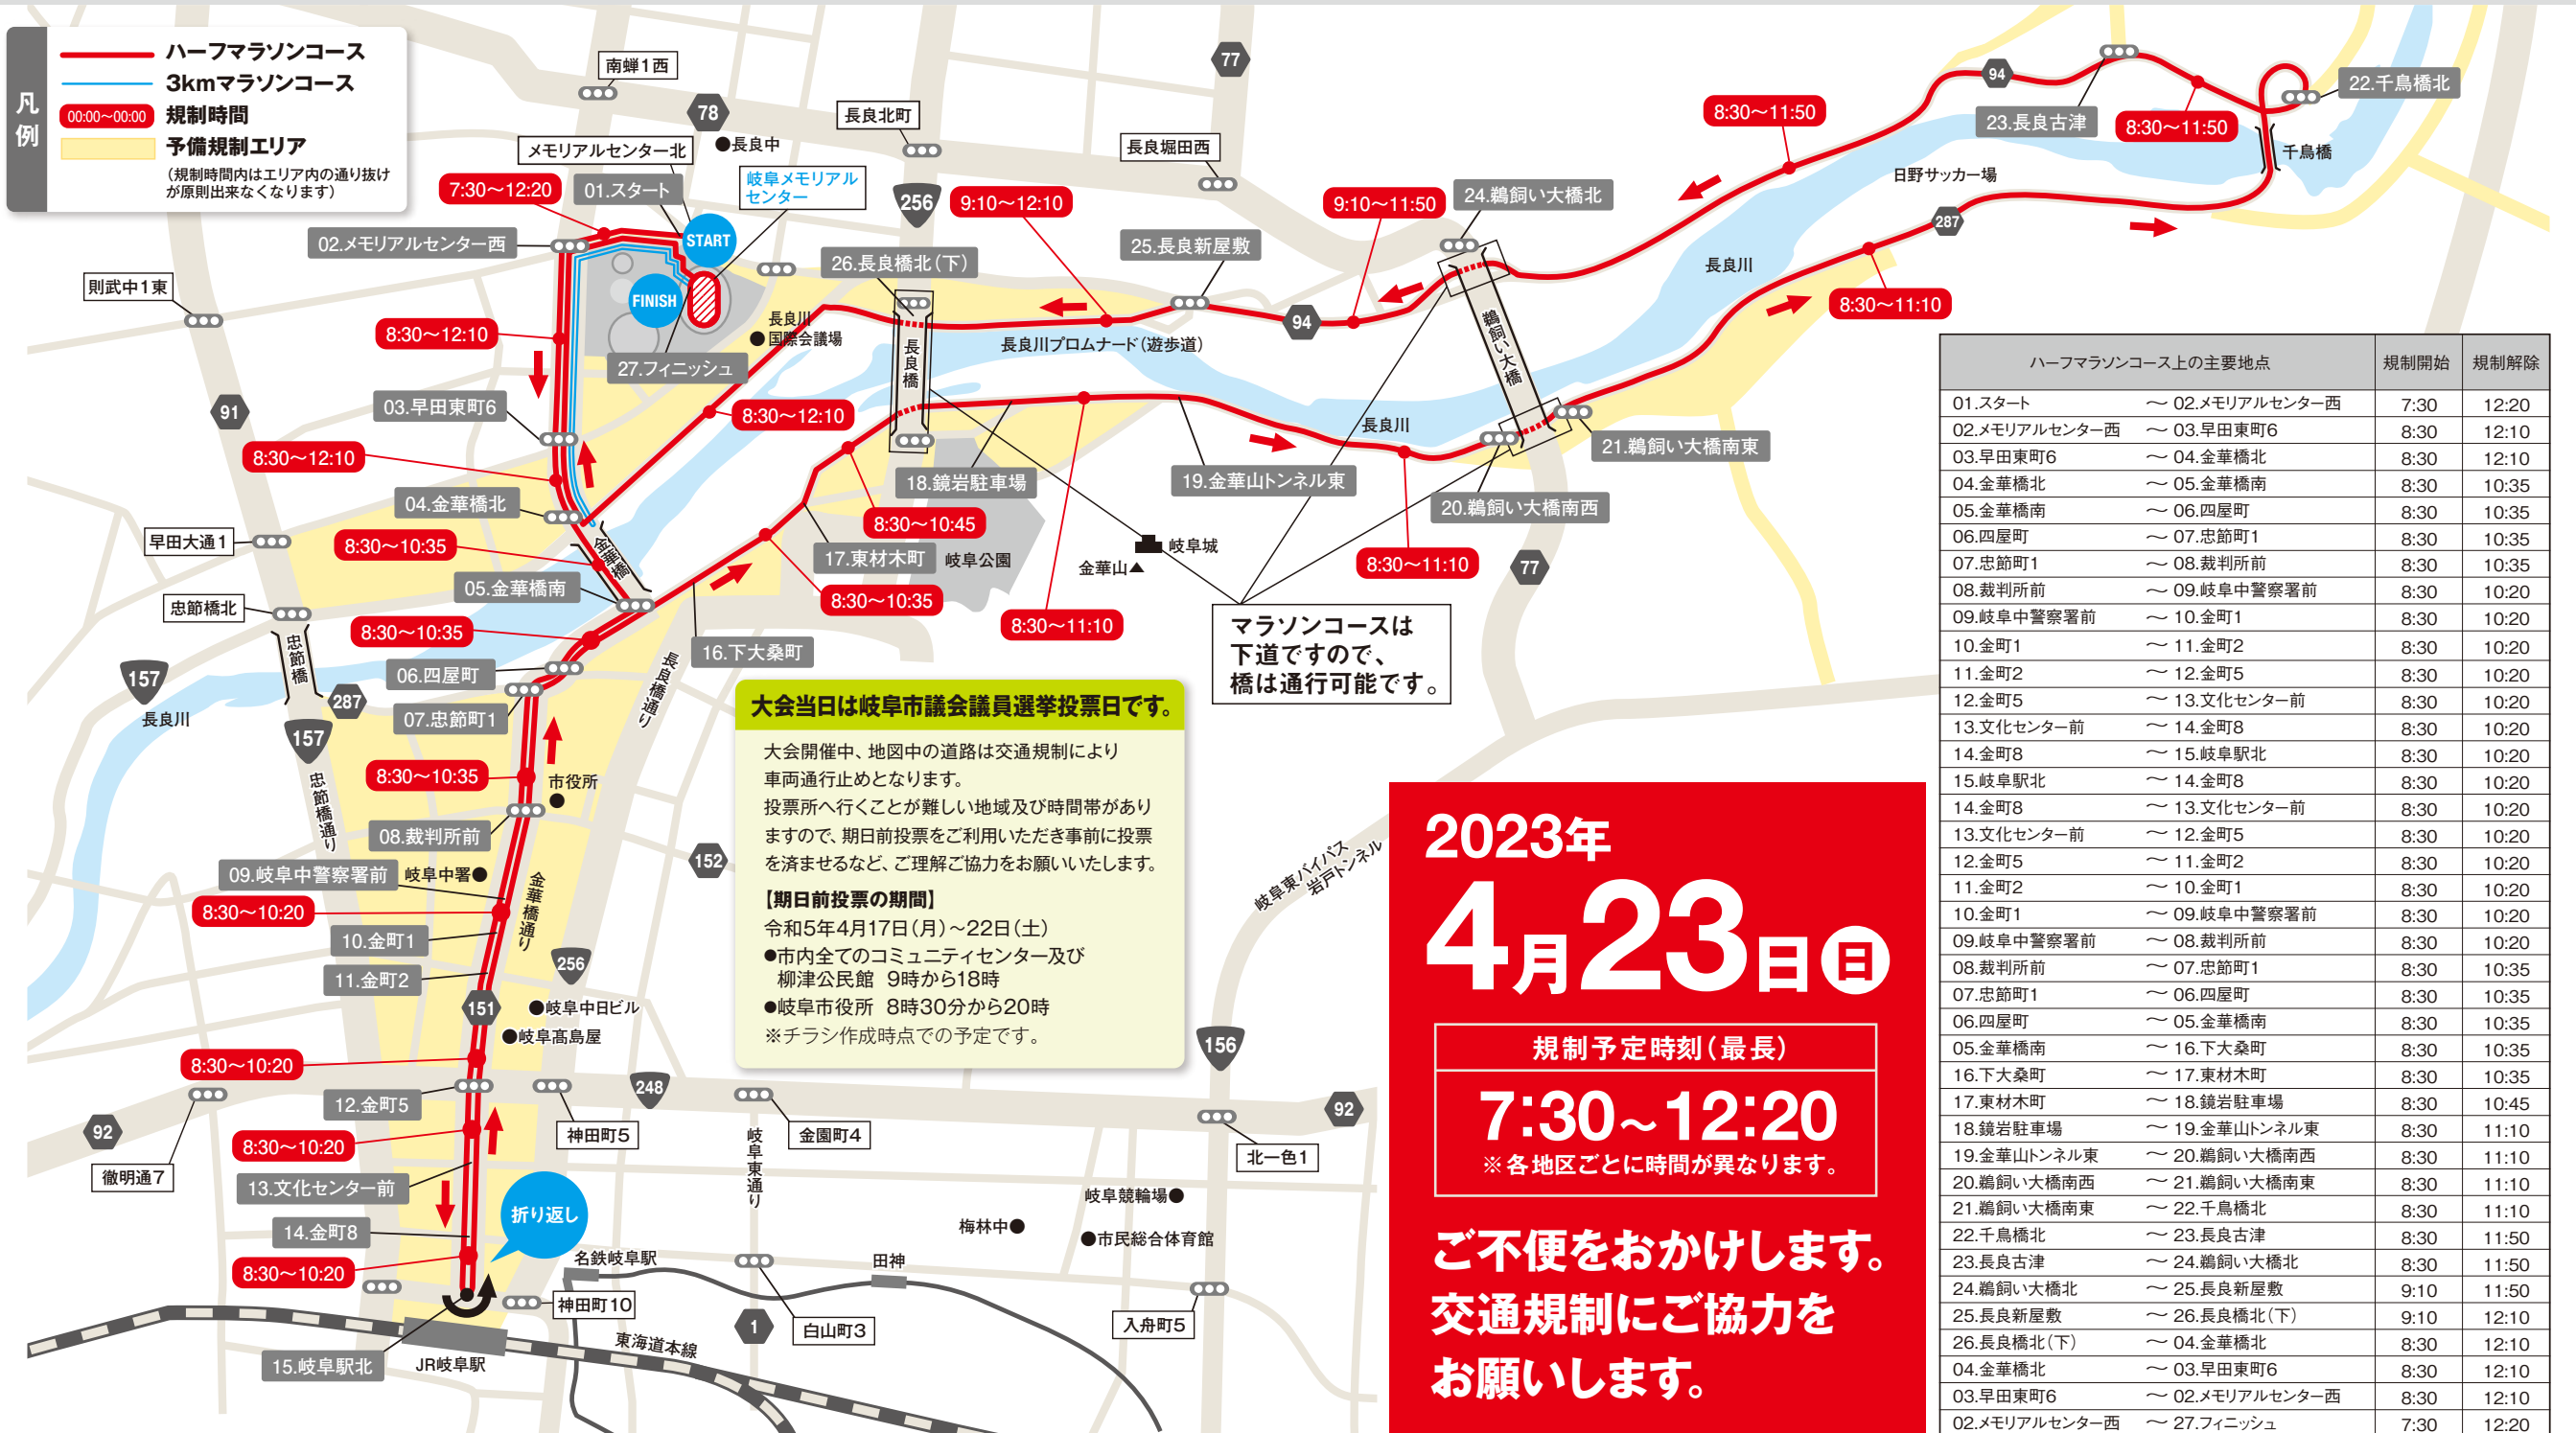 凡例
ハーフマラソンコース
3kmマラソンコース
00:00～00:00 規制時間
予備規制エリア
（規制時間内はエリア内の通り抜け
が原則出来なくなります）
南蝉1西
77
78
●長良中
長良北町
長良堀田西
メモリアルセンター北
岐阜メモリアル
センター
7:30～12:20
01.スタート
START
256
9:10～12:10
9:10～11:50
24.鵜飼い大橋北
8:30～11:50
94
23.長良古津
8:30～11:50
22.千鳥橋北
千鳥橋
日野サッカー場
287
長良川
8:30～11:10
02.メモリアルセンター西
則武中1東
FINISH
26.長良橋北（下）
25.長良新屋敷
8:30～12:10
長良川
●国際会議場
27.フィニッシュ
長良橋
長良川プロムナード（遊歩道）
94
鵜飼い大橋
91
03.早田東町6
8:30～12:10
8:30～12:10
長良川
21.鵜飼い大橋南東
18.鏡岩駐車場
19.金華山トンネル東
20.鵜飼い大橋南西
04.金華橋北
早田大通1
8:30～10:35
金華橋
8:30～10:45
17.東材木町
岐阜公園
岐阜城
金華山▲
8:30～11:10
77
05.金華橋南
忠節橋北
8:30～10:35
8:30～10:35
8:30～11:10
忠節橋
16.下大桑町
マラソンコースは
下道ですので、
橋は通行可能です。
157
長良川
06.四屋町
287
07.忠節町1
157
長良橋通り
忠節橋通り
8:30～10:35
市役所
●
08.裁判所前
09.岐阜中警察署前
岐阜中署●
152
8:30～10:20
金華橋通り
10.金町1
11.金町2
256
151
●岐阜中日ビル
●岐阜髙島屋
8:30～10:20
248
12.金町5
92
徹明通7
神田町5
8:30～10:20
岐阜東通り
金園町4
156
92
北一色1
13.文化センター前
14.金町8
折り返し
8:30～10:20
名鉄岐阜駅
田神
梅林中●
岐阜競輪場●
●市民総合体育館
神田町10
1
白山町3
入舟町5
15.岐阜駅北
JR岐阜駅
東海道本線
岐阜東バイパス
岩戸トンネル
大会当日は岐阜市議会議員選挙投票日です。
大会開催中、地図中の道路は交通規制により
車両通行止めとなります。
投票所へ行くことが難しい地域及び時間帯があり
ますので、期日前投票をご利用いただき事前に投票
を済ませるなど、ご理解ご協力をお願いいたします。
【期日前投票の期間】
令和5年4月17日（月）～22日（土）
●市内全てのコミュニティセンター及び
柳津公民館 9時から18時
●岐阜市役所 8時30分から20時
※チラシ作成時点での予定です。
2023年
4月23日日
規制予定時刻（最長）
7:30～12:20
※各地区ごとに時間が異なります。
ご不便をおかけします。
交通規制にご協力を
お願いします。
ハーフマラソンコース上の主要地点 規制開始 規制解除
01.スタート ～ 02.メモリアルセンター西 7:30 12:20
02.メモリアルセンター西 ～ 03.早田東町6 8:30 12:10
03.早田東町6 ～ 04.金華橋北 8:30 12:10
04.金華橋北 ～ 05.金華橋南 8:30 10:35
05.金華橋南 ～ 06.四屋町 8:30 10:35
06.四屋町 ～ 07.忠節町1 8:30 10:35
07.忠節町1 ～ 08.裁判所前 8:30 10:35
08.裁判所前 ～ 09.岐阜中警察署前 8:30 10:20
09.岐阜中警察署前 ～ 10.金町1 8:30 10:20
10.金町1 ～ 11.金町2 8:30 10:20
11.金町2 ～ 12.金町5 8:30 10:20
12.金町5 ～ 13.文化センター前 8:30 10:20
13.文化センター前 ～ 14.金町8 8:30 10:20
14.金町8 ～ 15.岐阜駅北 8:30 10:20
15.岐阜駅北 ～ 14.金町8 8:30 10:20
14.金町8 ～ 13.文化センター前 8:30 10:20
13.文化センター前 ～ 12.金町5 8:30 10:20
12.金町5 ～ 11.金町2 8:30 10:20
11.金町2 ～ 10.金町1 8:30 10:20
10.金町1 ～ 09.岐阜中警察署前 8:30 10:20
09.岐阜中警察署前 ～ 08.裁判所前 8:30 10:20
08.裁判所前 ～ 07.忠節町1 8:30 10:35
07.忠節町1 ～ 06.四屋町 8:30 10:35
06.四屋町 ～ 05.金華橋南 8:30 10:35
05.金華橋南 ～ 16.下大桑町 8:30 10:35
16.下大桑町 ～ 17.東材木町 8:30 10:35
17.東材木町 ～ 18.鏡岩駐車場 8:30 10:45
18.鏡岩駐車場 ～ 19.金華山トンネル東 8:30 11:10
19.金華山トンネル東 ～ 20.鵜飼い大橋南西 8:30 11:10
20.鵜飼い大橋南西 ～ 21.鵜飼い大橋南東 8:30 11:10
21.鵜飼い大橋南東 ～ 22.千鳥橋北 8:30 11:10
22.千鳥橋北 ～ 23.長良古津 8:30 11:50
23.長良古津 ～ 24.鵜飼い大橋北 8:30 11:50
24.鵜飼い大橋北 ～ 25.長良新屋敷 9:10 11:50
25.長良新屋敷 ～ 26.長良橋北（下） 9:10 12:10
26.長良橋北（下） ～ 04.金華橋北 8:30 12:10
04.金華橋北 ～ 03.早田東町6 8:30 12:10
03.早田東町6 ～ 02.メモリアルセンター西 8:30 12:10
02.メモリアルセンター西 ～ 27.フィニッシュ 7:30 12:20